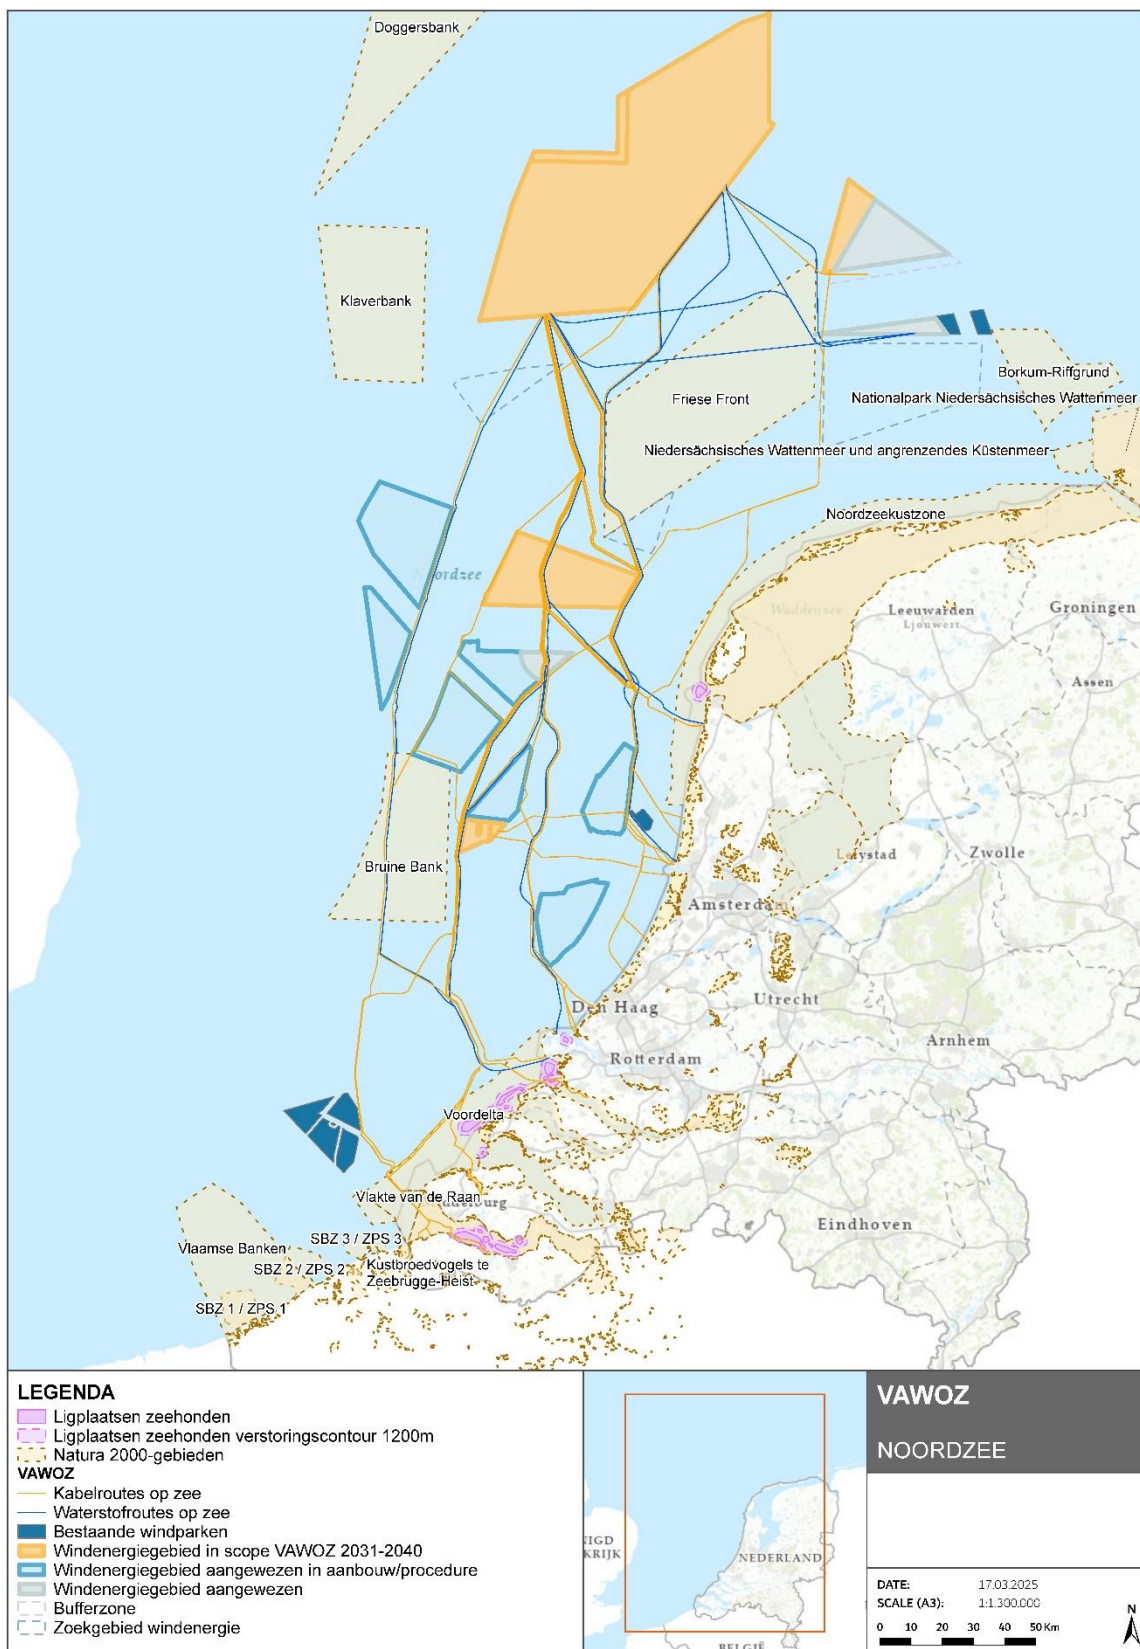 Doggersbank
Klaverbank
Borkum-Riffgrund
Friese Front
Nationalpark Niedersächsisches Wattenmeer
Niedersächsisches Wattenmeer und angrenzendes Küstenmeer
Noordzeekustzone
Noordzee
Waddenzee
Leeuwarden
Ljouwert
Groningen
Assen
Lelystad
Zwolle
Bruine Bank
Amsterdam
Den Haag
Utrecht
Arnhem
Rotterdam
Voordelta
Vlakte van de Raan
Eindhoven
SBZ 3 / ZPS 3
Vlaamse Banken
SBZ 2 / ZPS 2
Kustbroedvogels te
Zeebrugge-Heist
SBZ 1 / ZPS 1
LEGENDA
Ligplaatsen zeehonden
Ligplaatsen zeehonden verstoringscontour 1200m
Natura 2000-gebieden
VAWOZ
Kabelroutes op zee
Waterstofroutes op zee
Bestaande windparken
Windenergiegebied in scope VAWOZ 2031-2040
Windenergiegebied aangewezen in aanbouw/procedure
Windenergiegebied aangewezen
Bufferzone
Zoekgebied windenergie
NIGD
KRIJK
NEDERLAND
BELGIË
VAWOZ
NOORDZEE
DATE: 17.03.2025
SCALE (A3): 1:1.300.000
0 10 20 30 40 50 Km
N